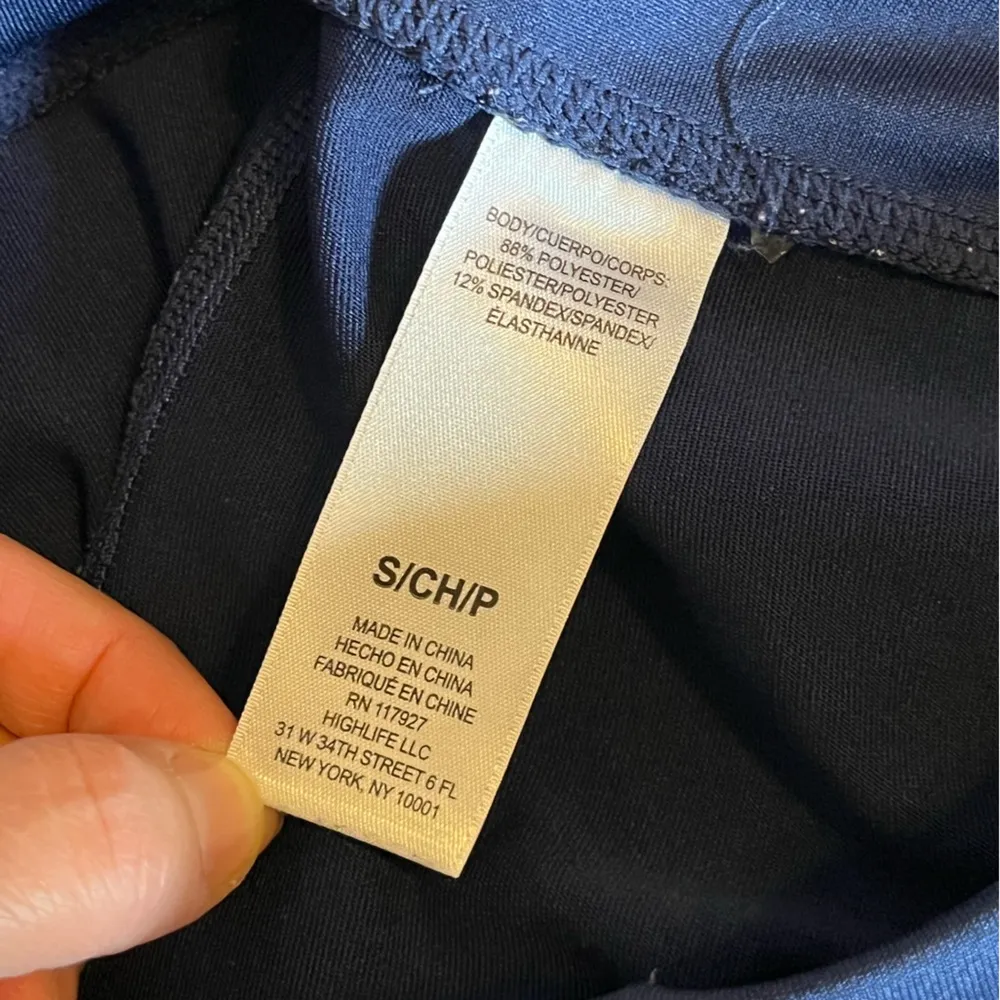 BODY/CUERPO/CORPS:
88% POLYESTER/
POLIESTER/POLYESTER
12% SPANDEX/SPANDEX/
ÉLASTHANNE
S/CH/P
MADE IN CHINA
HECHO EN CHINA
FABRIQUÉ EN CHINE
RN 117927
HIGHLIFE LLC
31 W 34TH STREET 6 FL
NEW YORK, NY 10001